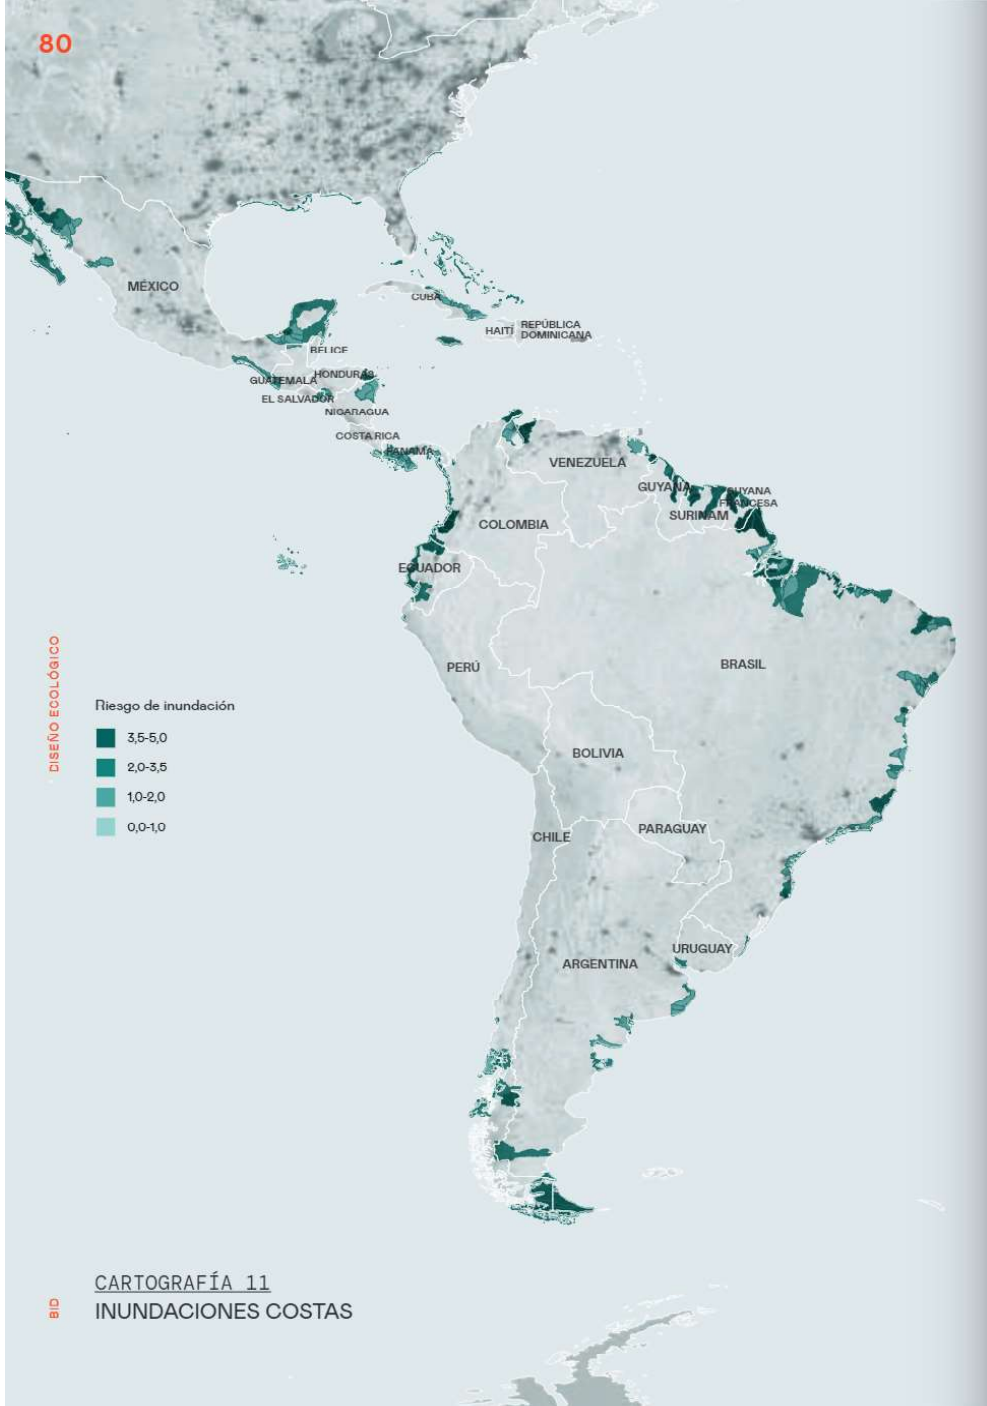 80
MÉXICO
CUBA
HAITÍ
REPÚBLICA
DOMINICANA
BELICE
GUATEMALA
HONDURAS
EL SALVADOR
NICARAGUA
COSTA RICA
PANAMÁ
VENEZUELA
GUYANA
GUYANA
FRANCESA
SURINAM
COLOMBIA
ECUADOR
PERÚ
BRASIL
DISEÑO ECOLÓGICO
Riesgo de inundación
3,5-5,0
2,0-3,5
1,0-2,0
0,0-1,0
BOLIVIA
CHILE
PARAGUAY
URUGUAY
ARGENTINA
BID
CARTOGRAFÍA 11
INUNDACIONES COSTAS